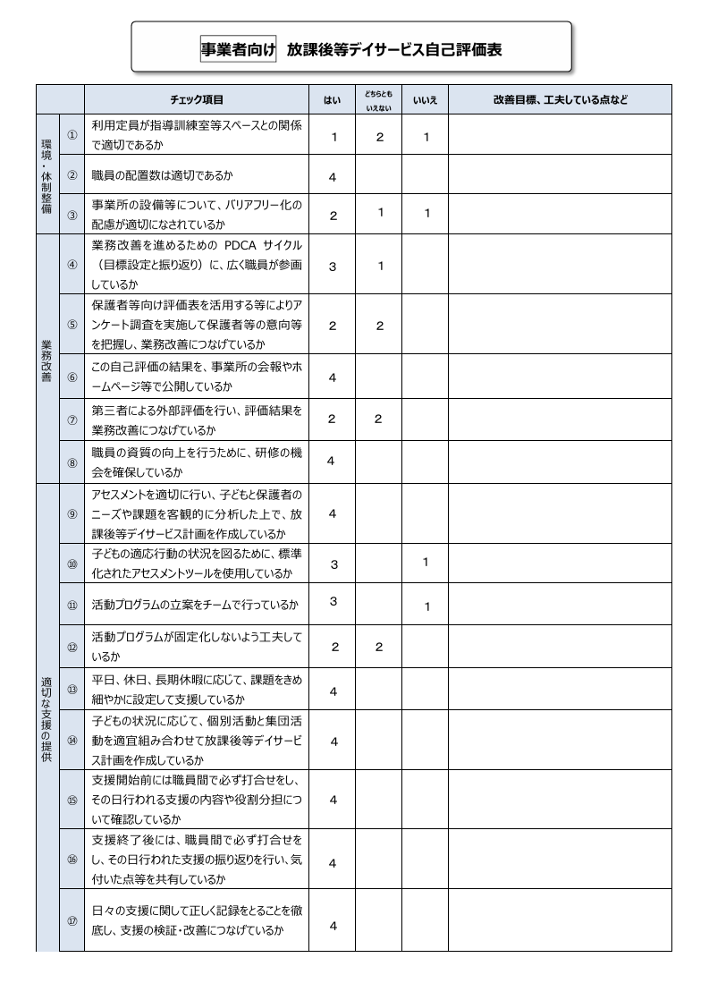 事業者向け 放課後等デイサービス自己評価表
チェック項目 はい どちらとも いいえ 改善目標、工夫している点など
いえない
環境・体制整備
① 利用定員が指導訓練室等スペースとの関係 1 2 1
で適切であるか
② 職員の配置数は適切であるか 4
③ 事業所の設備等について、バリアフリー化の 2 1 1
配慮が適切になされているか
業務改善
④ 業務改善を進めるための PDCA サイクル 3 1
（目標設定と振り返り）に、広く職員が参画
しているか
⑤ 保護者等向け評価表を活用する等によりア 2 2
ンケート調査を実施して保護者等の意向等
を把握し、業務改善につなげているか
⑥ この自己評価の結果を、事業所の会報やホ 4
ームページ等で公開しているか
⑦ 第三者による外部評価を行い、評価結果を 2 2
業務改善につなげているか
⑧ 職員の資質の向上を行うために、研修の機 4
会を確保しているか
適切な支援の提供
⑨ アセスメントを適切に行い、子どもと保護者の 4
ニーズや課題を客観的に分析した上で、放
課後等デイサービス計画を作成しているか
⑩ 子どもの適応行動の状況を図るために、標準 3 1
化されたアセスメントツールを使用しているか
⑪ 活動プログラムの立案をチームで行っているか 3 1
⑫ 活動プログラムが固定化しないよう工夫して 2 2
いるか
⑬ 平日、休日、長期休暇に応じて、課題をきめ 4
細やかに設定して支援しているか
⑭ 子どもの状況に応じて、個別活動と集団活 4
動を適宜組み合わせて放課後等デイサービ
ス計画を作成しているか
⑮ 支援開始前には職員間で必ず打合せをし、 4
その日行われる支援の内容や役割分担につ
いて確認しているか
⑯ 支援終了後には、職員間で必ず打合せを 4
し、その日行われた支援の振り返りを行い、気
付いた点等を共有しているか
⑰ 日々の支援に関して正しく記録をとることを徹 4
底し、支援の検証・改善につなげているか